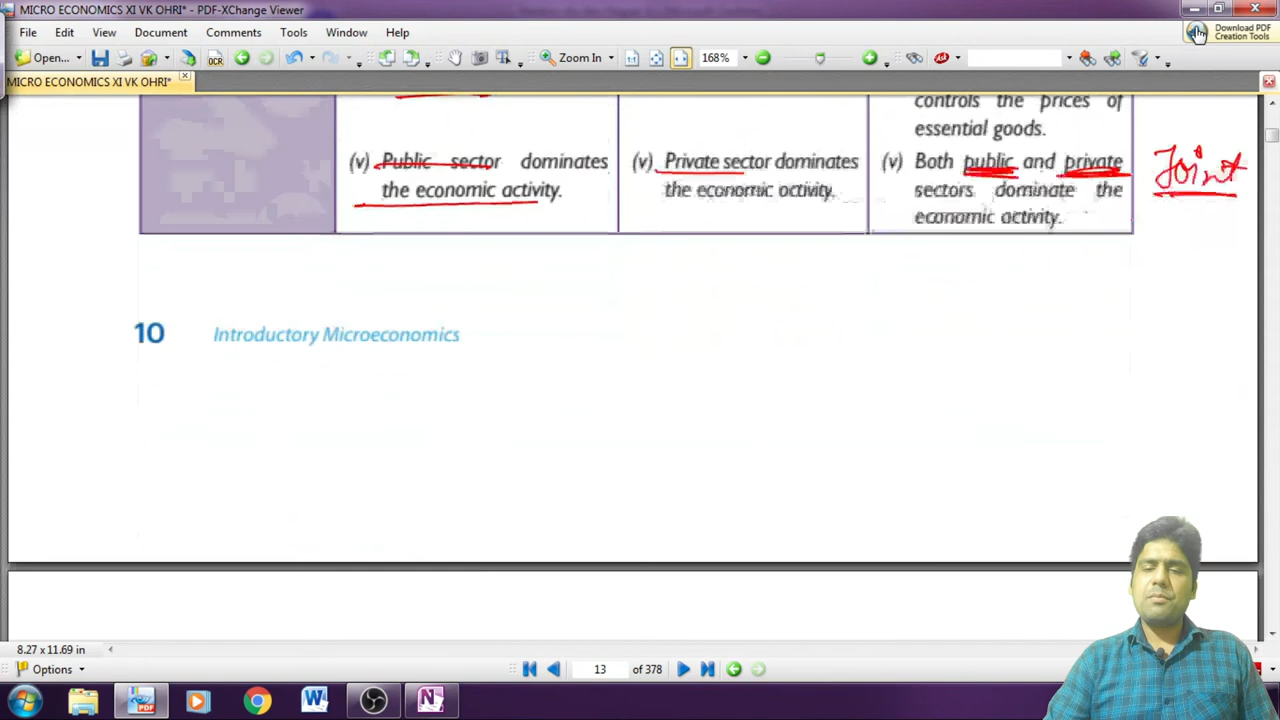 MICRO ECONOMICS XI VK OHRI* - PDF-XChange Viewer
File Edit View Document Comments Tools Window Help
Download PDF
Creation Tools
Open...
OCR
Zoom In
168%
MICRO ECONOMICS XI VK OHRI*
controls the prices of
essential goods.
(v) Public sector dominates
the economic activity.
(v) Private sector dominates
the economic activity.
(v) Both public and private
sectors dominate the
economic activity.
Joint
10 Introductory Microeconomics
8.27 x 11.69 in
Options
13 of 378
PDF